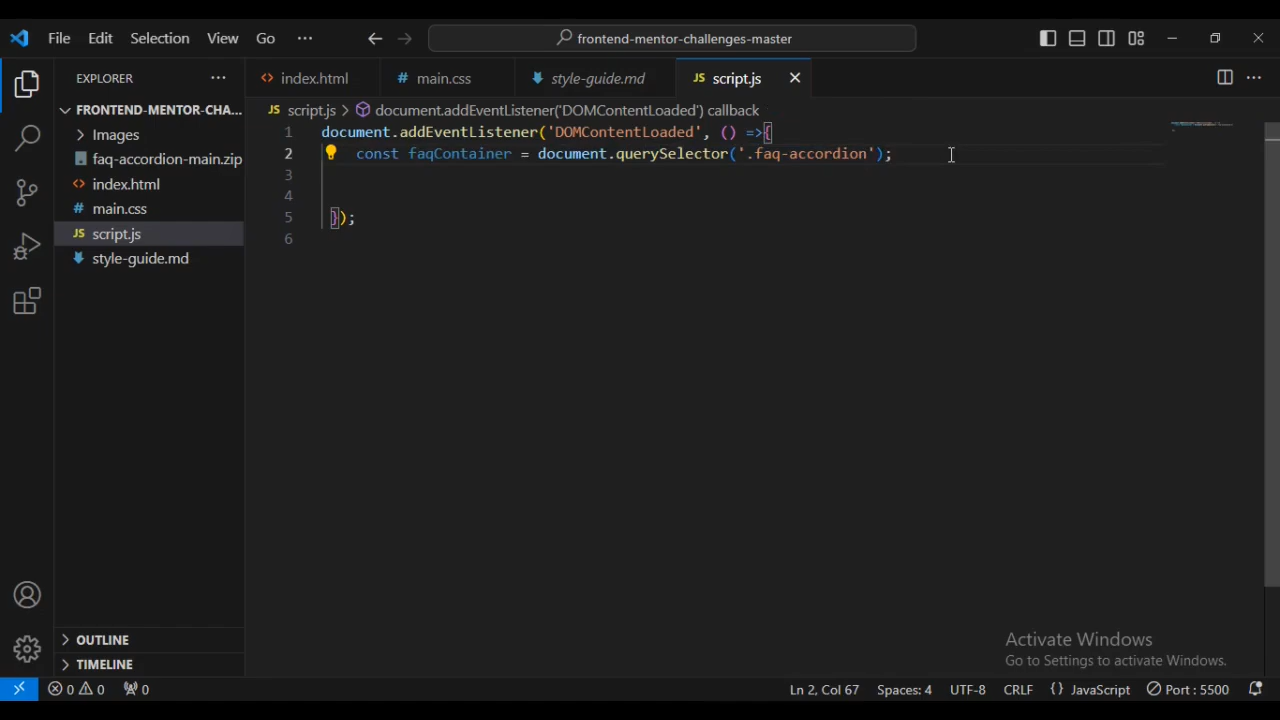 File Edit Selection View Go ··· frontend-mentor-challenges-master
EXPLORER ··· index.html # main.css style-guide.md JS script.js
FRONTEND-MENTOR-CHA...
JS script.js > document.addEventListener('DOMContentLoaded') callback
Images
faq-accordion-main.zip
index.html
# main.css
JS script.js
style-guide.md
1 document.addEventListener('DOMContentLoaded', () =>{
2 const faqContainer = document.querySelector('.faq-accordion');
3
4
5 });
6
OUTLINE
TIMELINE
Activate Windows
Go to Settings to activate Windows.
0 0 0 Ln 2, Col 67 Spaces: 4 UTF-8 CRLF {} JavaScript Port : 5500